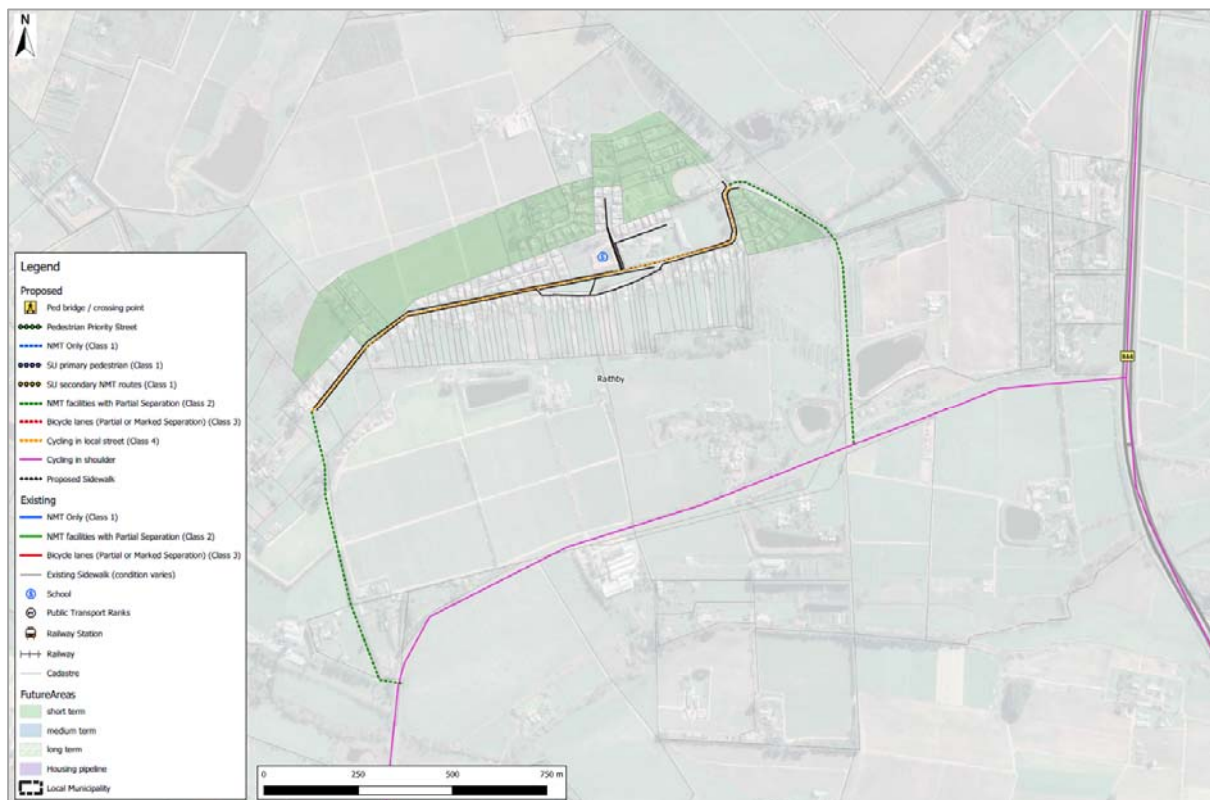 N
Legend
Proposed
Ped bridge / crossing point
Pedestrian Priority Street
NMT Only (Class 1)
SU primary pedestrian (Class 1)
SU secondary NMT routes (Class 1)
NMT facilities with Partial Separation (Class 2)
Bicycle lanes (Partial or Marked Separation) (Class 3)
Cycling in local street (Class 4)
Cycling in shoulder
Proposed Sidewalk
Existing
NMT Only (Class 1)
NMT facilities with Partial Separation (Class 2)
Bicycle lanes (Partial or Marked Separation) (Class 3)
Existing Sidewalk (condition varies)
School
Public Transport Ranks
Railway Station
Railway
Cadastre
FutureAreas
short term
medium term
long term
Housing pipeline
Local Municipality
Raithby
R44
0 250 500 750 m